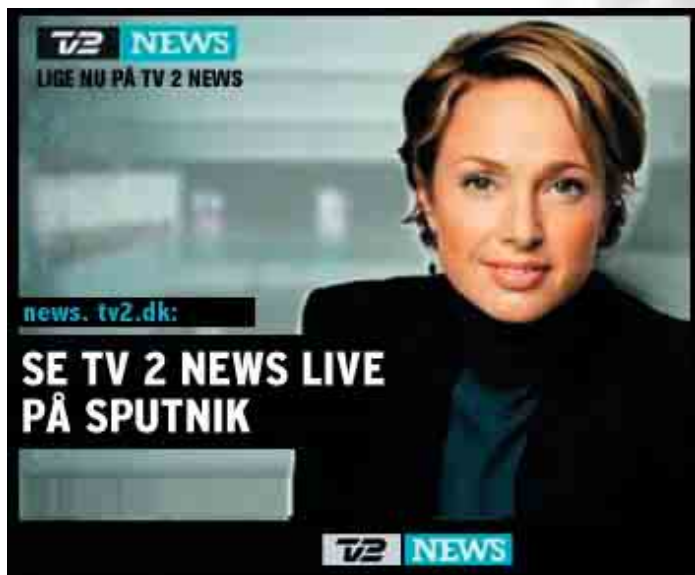 TV2 NEWS
LIGE NU PÅ TV 2 NEWS
news. tv2.dk:
SE TV 2 NEWS LIVE
PÅ SPUTNIK
TV2 NEWS